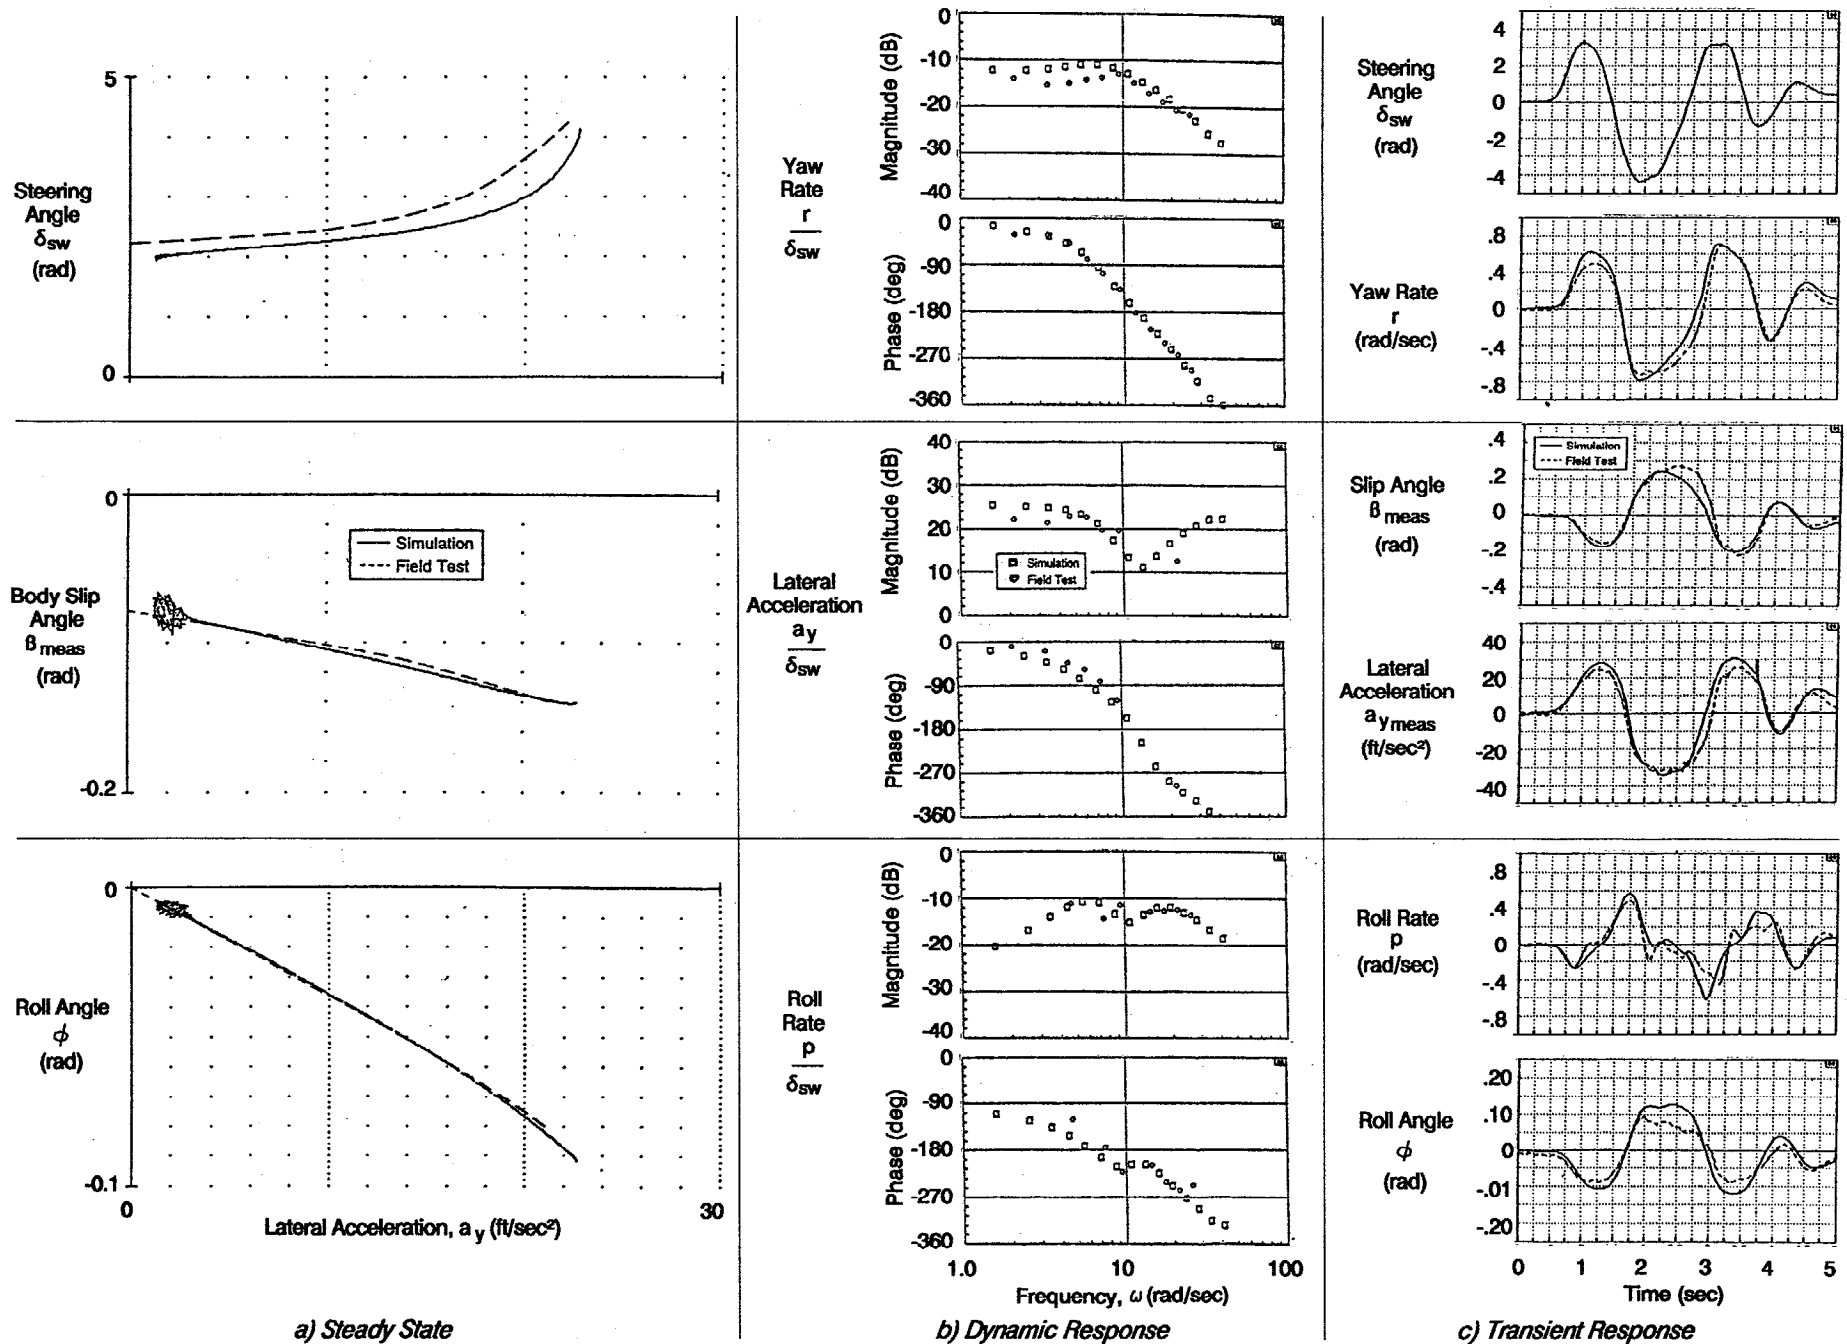 5
0
Steering
Angle
δsw
(rad)
0
-0.2
Simulation
Field Test
Body Slip
Angle
β meas
(rad)
0
-0.1
Roll Angle
ϕ
(rad)
0
30
Lateral Acceleration, a y (ft/sec²)
a) Steady State
Yaw
Rate
r
δsw
Magnitude (dB)
0
-10
-20
-30
-40
Phase (deg)
0
-90
-180
-270
-360
Lateral
Acceleration
a y
δsw
Magnitude (dB)
40
30
20
10
0
Simulation
Field Test
Phase (deg)
0
-90
-180
-270
-360
Roll
Rate
p
δsw
Magnitude (dB)
0
-10
-20
-30
-40
Phase (deg)
0
-90
-180
-270
-360
1.0
10
100
Frequency, ω (rad/sec)
b) Dynamic Response
Steering
Angle
δsw
(rad)
4
2
0
-2
-4
Yaw Rate
r
(rad/sec)
.8
.4
0
-.4
-.8
Slip Angle
β meas
(rad)
.4
.2
0
-.2
-.4
Simulation
Field Test
Lateral
Acceleration
a y meas
(ft/sec²)
40
20
0
-20
-40
Roll Rate
p
(rad/sec)
.8
.4
0
-.4
-.8
Roll Angle
ϕ
(rad)
.20
.10
0
-.01
-.20
0
1
2
3
4
5
Time (sec)
c) Transient Response